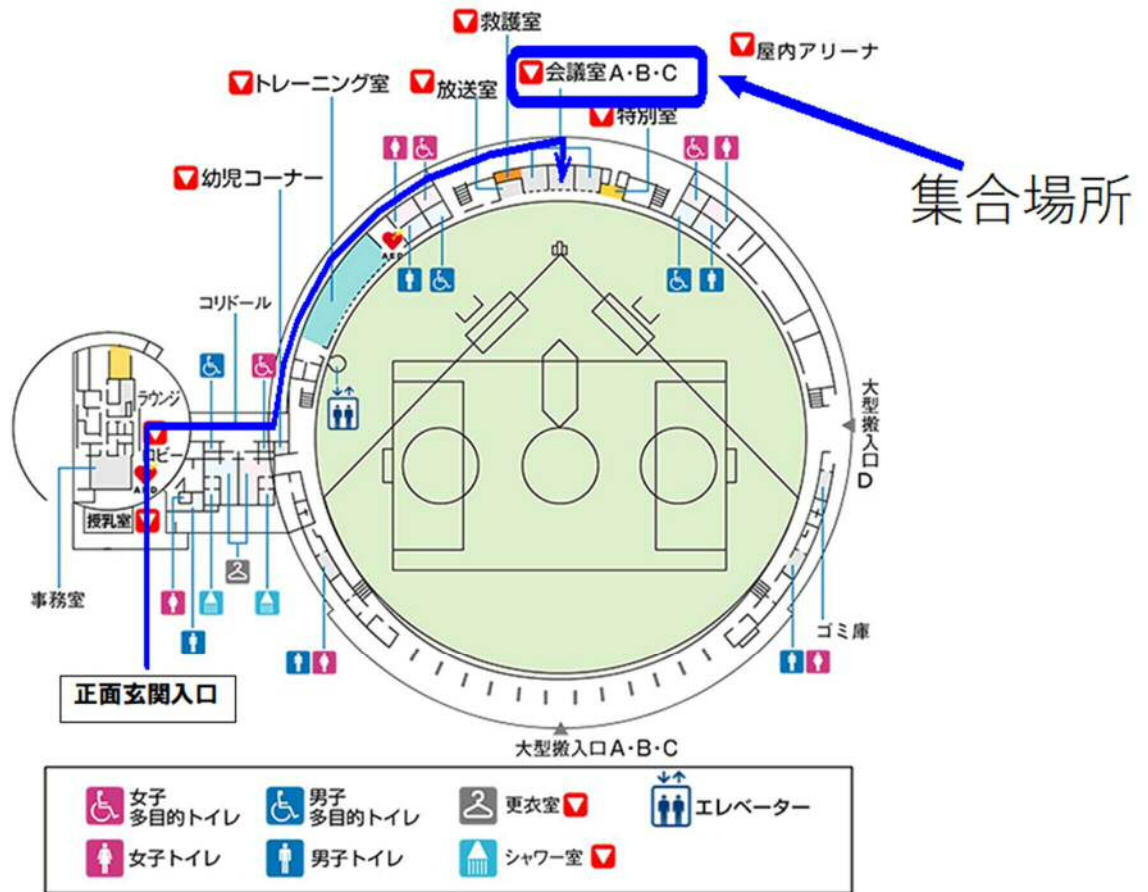 救護室
屋内アリーナ
会議室A・B・C
トレーニング室
放送室
特別室
集合場所
幼児コーナー
AED
コリドール
ラウンジ
ロビー
AED
授乳室
事務室
大型搬入口D
ゴミ庫
正面玄関入口
大型搬入口A・B・C
女子
多目的トイレ
男子
多目的トイレ
更衣室
エレベーター
女子トイレ
男子トイレ
シャワー室